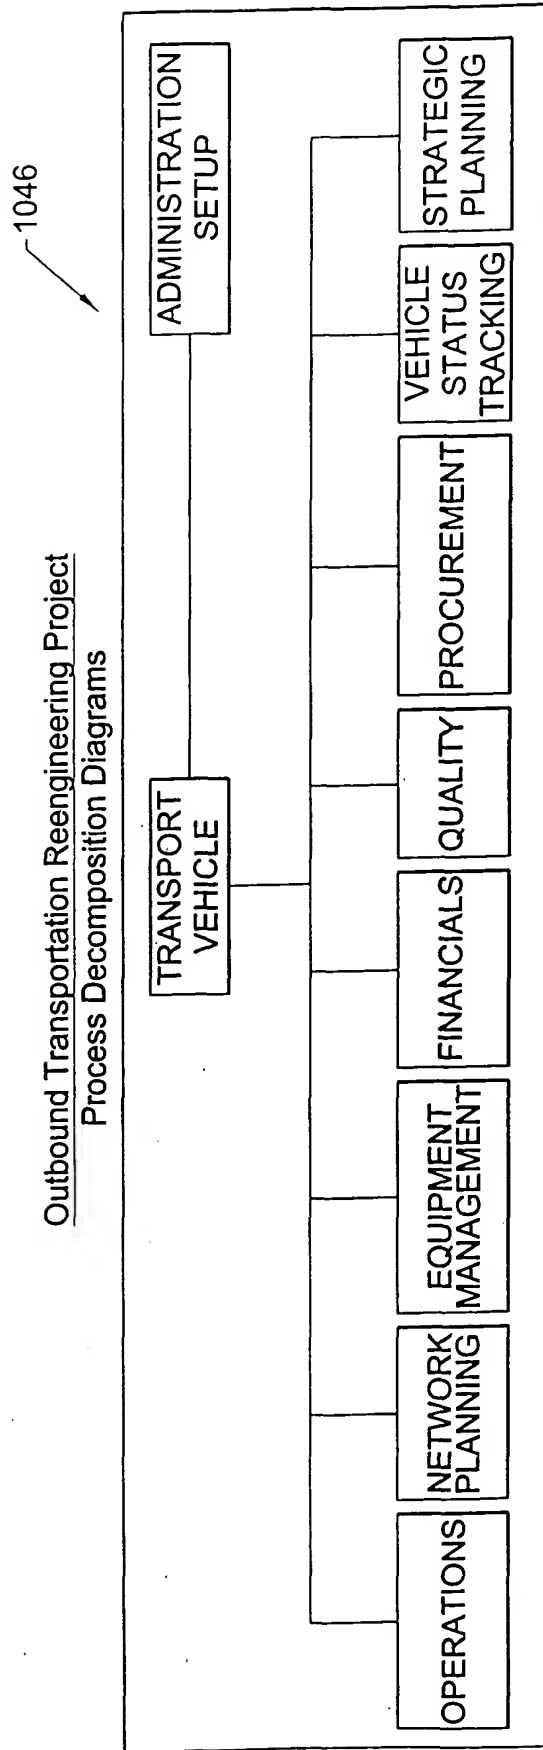 Outbound Transportation Reengineering Project
Process Decomposition Diagrams
1046
TRANSPORT
VEHICLE
ADMINISTRATION
SETUP
OPERATIONS
NETWORK
PLANNING
EQUIPMENT
MANAGEMENT
FINANCIALS
QUALITY
PROCUREMENT
VEHICLE
STATUS
TRACKING
STRATEGIC
PLANNING